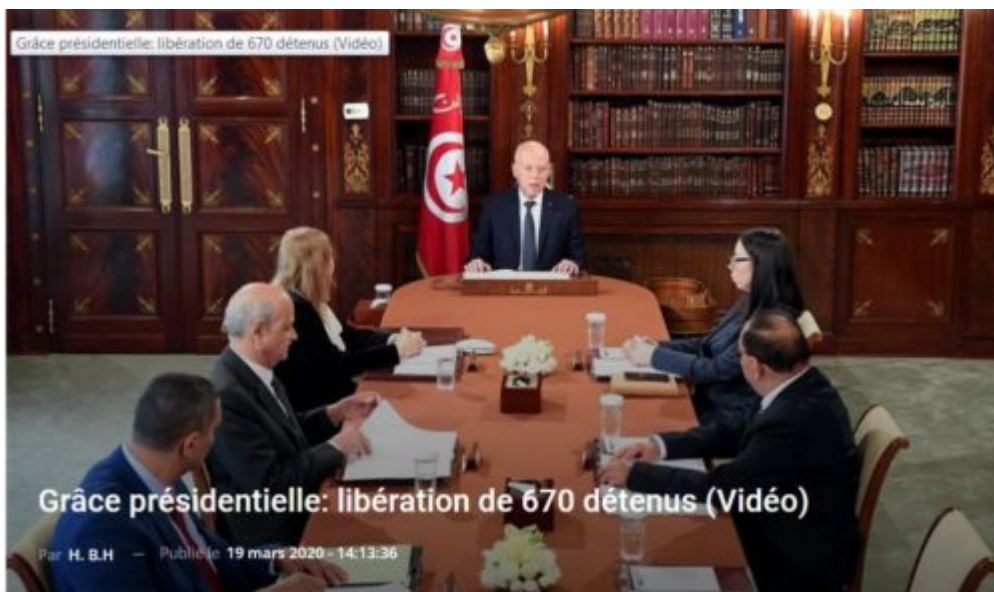 Grâce présidentielle: libération de 670 détenus (Vidéo)
Grâce présidentielle: libération de 670 détenus (Vidéo)
Par H. B.H — Publié le 19 mars 2020 - 14:13:36